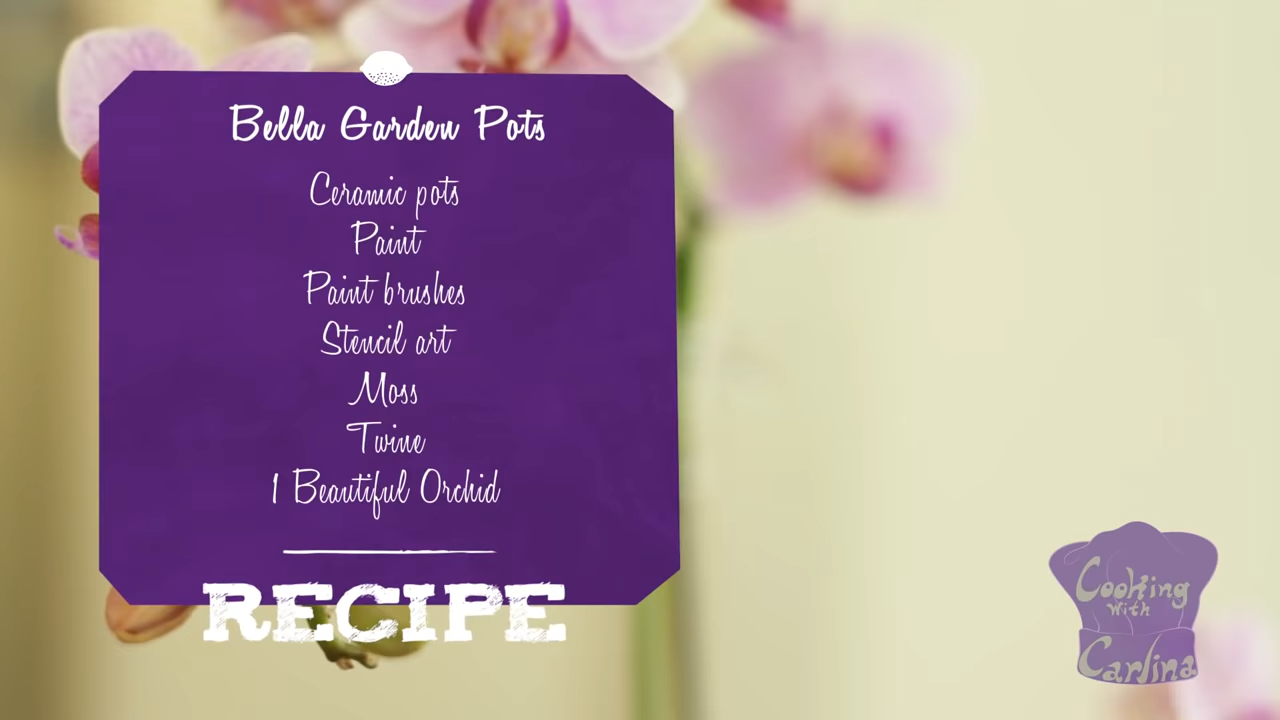 Bella Garden Pots
Ceramic pots
Paint
Paint brushes
Stencil art
Moss
Twine
1 Beautiful Orchid
RECIPE
Cooking
With
Carlina